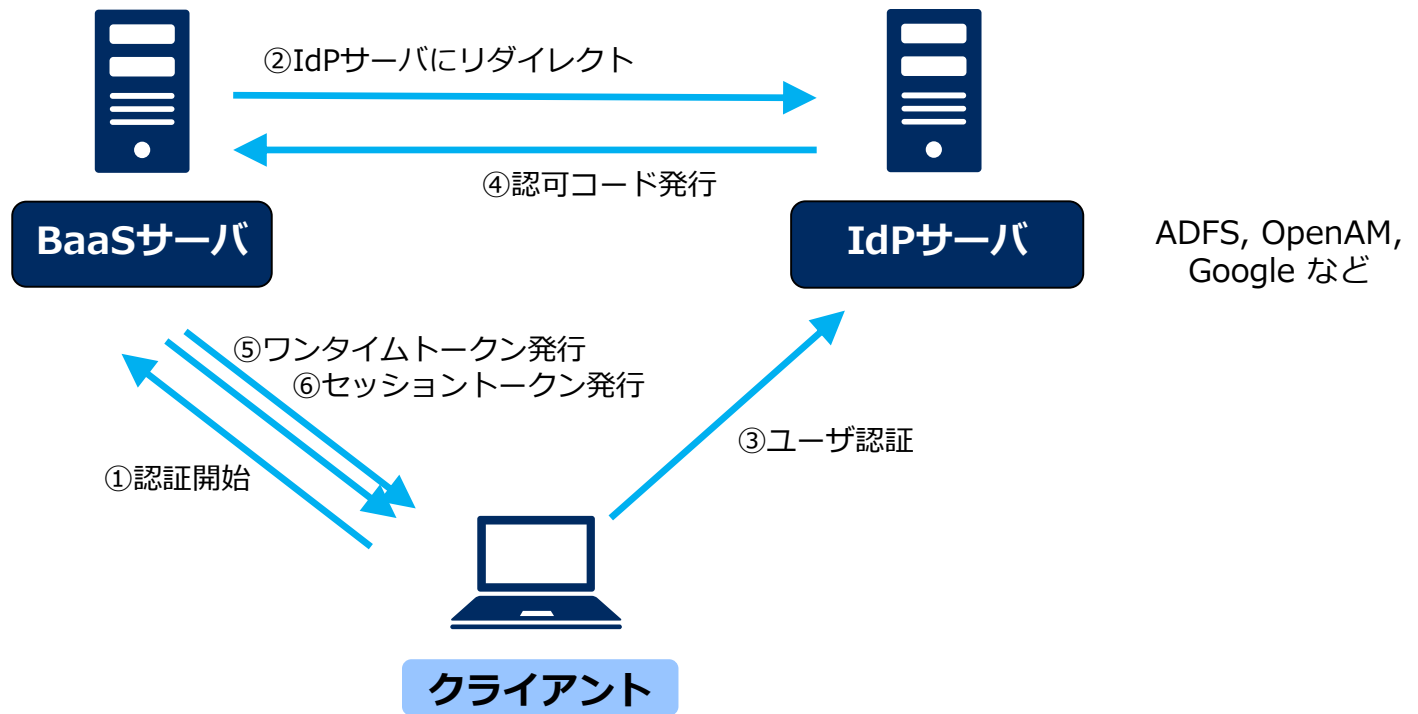 ②IdPサーバにリダイレクト
④認可コード発行
BaaSサーバ
IdPサーバ
ADFS, OpenAM,
Google など
⑤ワンタイムトークン発行
⑥セッショントークン発行
③ユーザ認証
①認証開始
クライアント